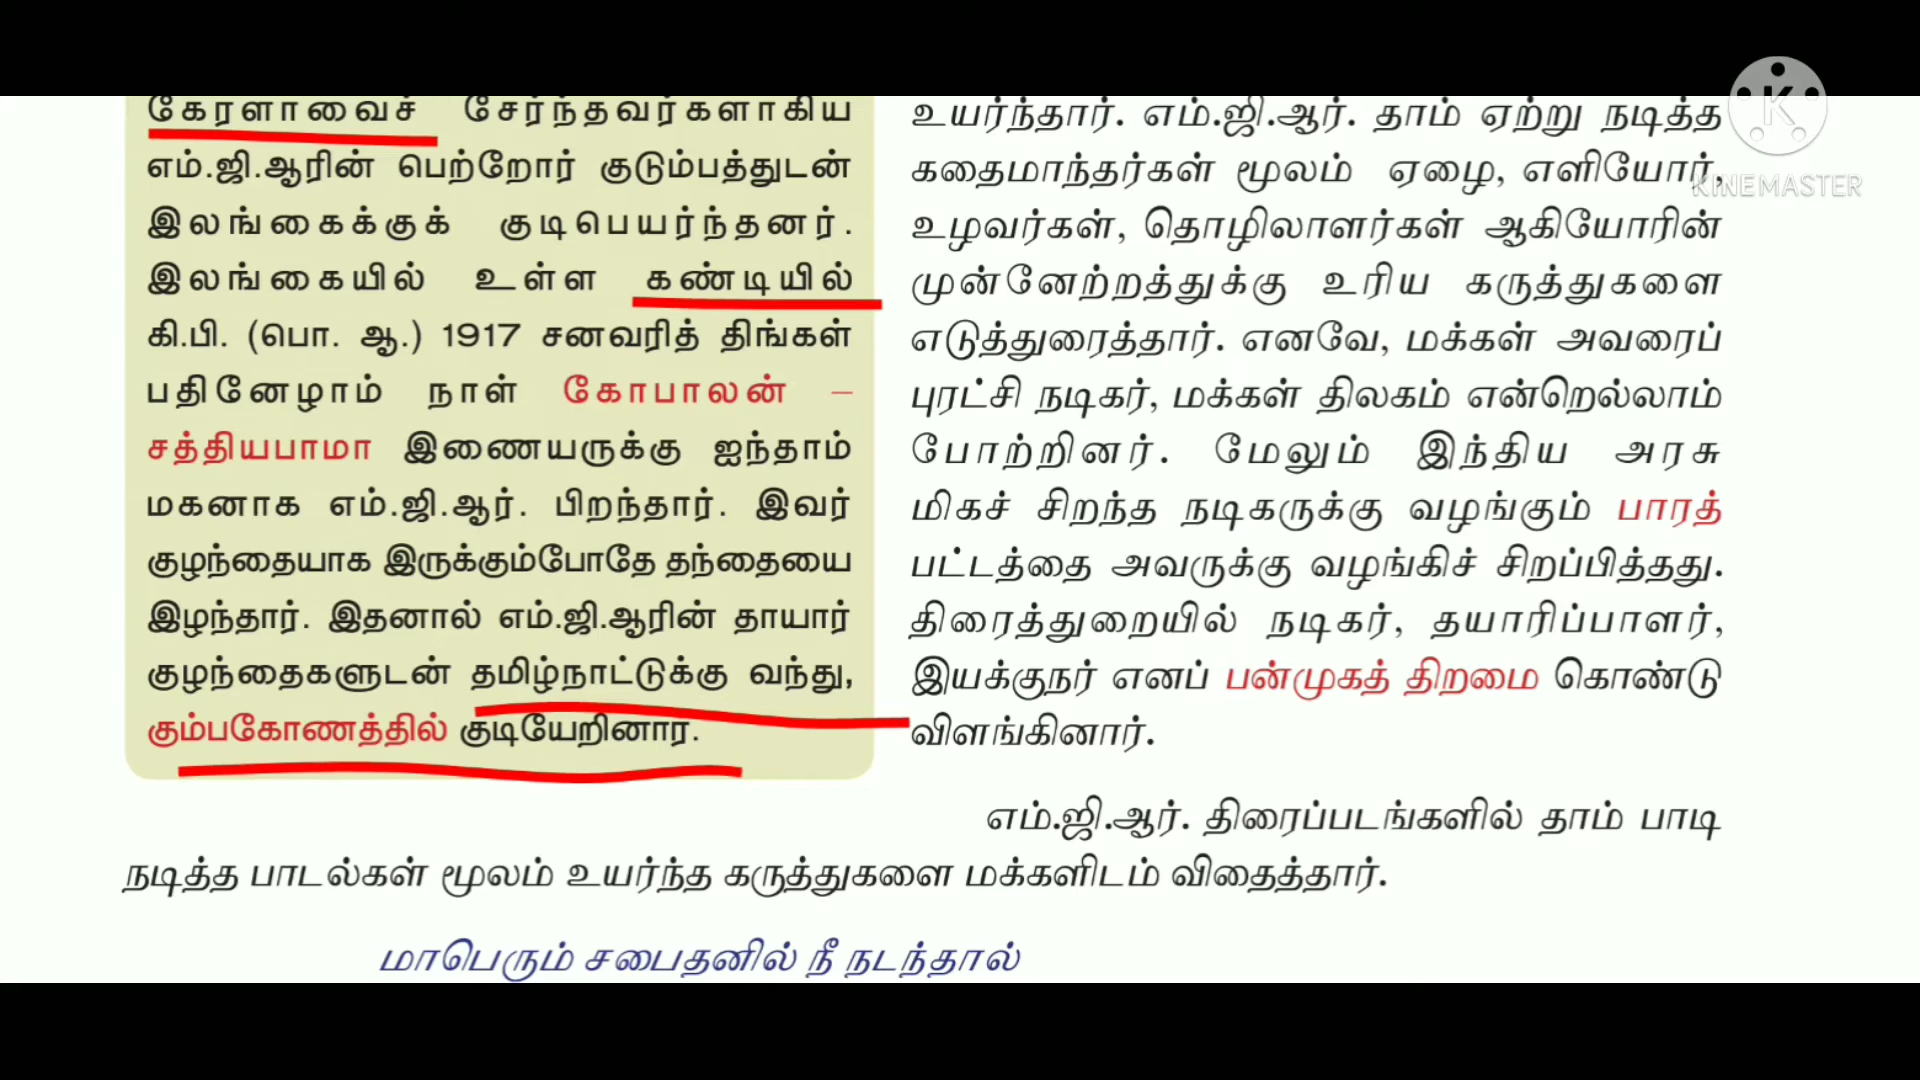 கேரளாவைச் சேர்ந்தவர்களாகிய
எம்.ஜி.ஆரின் பெற்றோர் குடும்பத்துடன்
இலங்கைக்குக் குடிபெயர்ந்தனர்.
இலங்கையில் உள்ள கண்டியில்
கி.பி. (பொ. ஆ.) 1917 சனவரித் திங்கள்
பதினேழாம் நாள் கோபாலன் –
சத்தியபாமா இணையருக்கு ஐந்தாம்
மகனாக எம்.ஜி.ஆர். பிறந்தார். இவர்
குழந்தையாக இருக்கும்போதே தந்தையை
இழந்தார். இதனால் எம்.ஜி.ஆரின் தாயார்
குழந்தைகளுடன் தமிழ்நாட்டுக்கு வந்து,
கும்பகோணத்தில் குடியேறினார்.
உயர்ந்தார். எம்.ஜி.ஆர். தாம் ஏற்று நடித்த
கதைமாந்தர்கள் மூலம் ஏழை, எளியோர்,
உழவர்கள், தொழிலாளர்கள் ஆகியோரின்
முன்னேற்றத்துக்கு உரிய கருத்துகளை
எடுத்துரைத்தார். எனவே, மக்கள் அவரைப்
புரட்சி நடிகர், மக்கள் திலகம் என்றெல்லாம்
போற்றினர். மேலும் இந்திய அரசு
மிகச் சிறந்த நடிகருக்கு வழங்கும் பாரத்
பட்டத்தை அவருக்கு வழங்கிச் சிறப்பித்தது.
திரைத்துறையில் நடிகர், தயாரிப்பாளர்,
இயக்குநர் எனப் பன்முகத் திறமை கொண்டு
விளங்கினார்.
எம்.ஜி.ஆர். திரைப்படங்களில் தாம் பாடி
நடித்த பாடல்கள் மூலம் உயர்ந்த கருத்துகளை மக்களிடம் விதைத்தார்.
மாபெரும் சபைதனில் நீ நடந்தால்
K
KINEMASTER